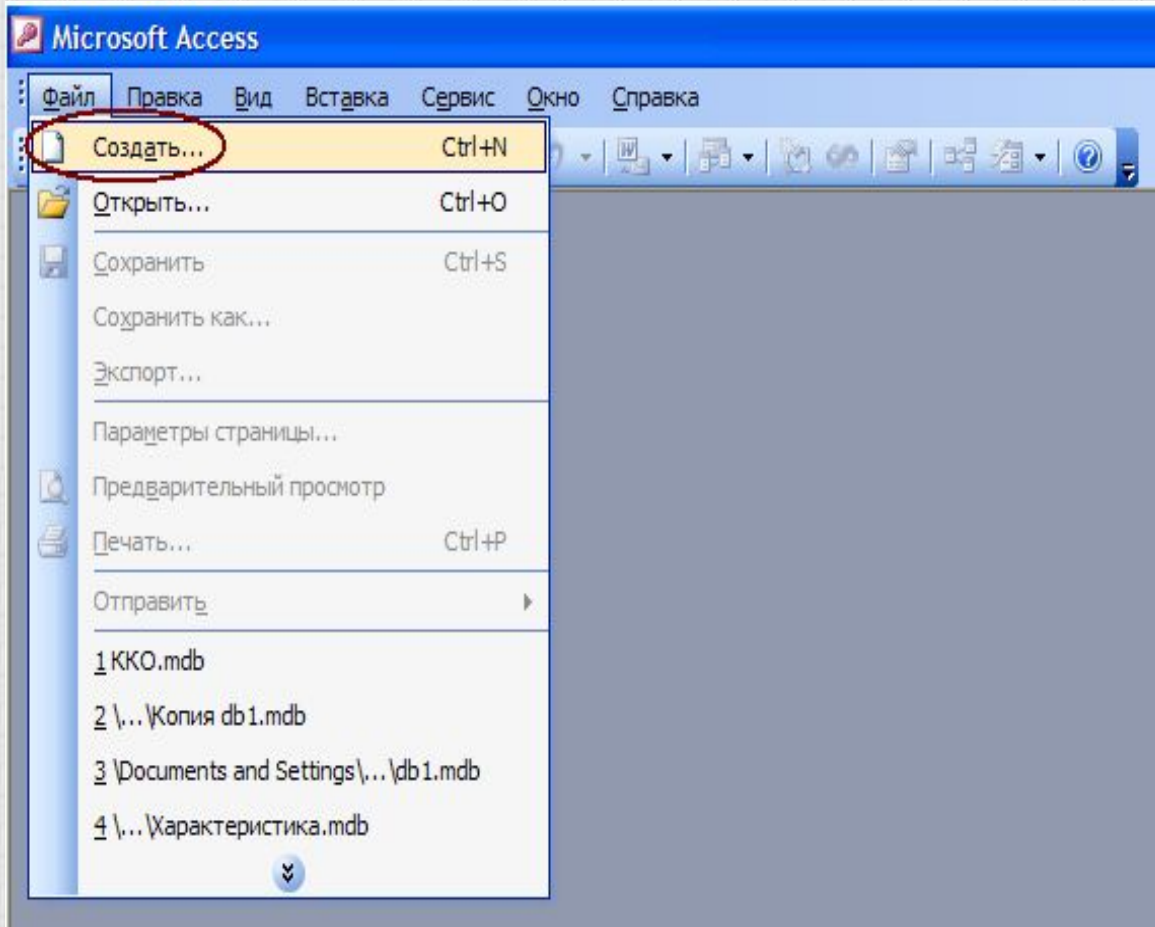 Microsoft Access
Файл Правка Вид Вставка Сервис Окно Справка
Создать... Ctrl+N
Открыть... Ctrl+O
Сохранить Ctrl+S
Сохранить как...
Экспорт...
Параметры страницы...
Предварительный просмотр
Печать... Ctrl+P
Отправить
1 ККО.mdb
2 \...\Копия db1.mdb
3 \Documents and Settings\...\db1.mdb
4 \...\Характеристика.mdb